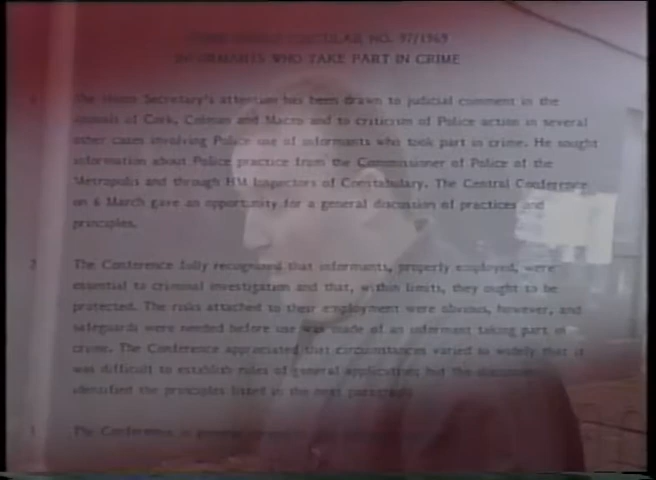 CIRCULAR NO. 97/1969
INFORMANTS WHO TAKE PART IN CRIME
The Home Secretary's attention has been drawn to judicial comment in the
appeals of Cork, Colman and Macro and to criticism of Police action in several
other cases involving Police use of informants who took part in crime. He sought
information about Police practice from the Commissioner of Police of the
Metropolis and through HM Inspectors of Constabulary. The Central Conference
on 6 March gave an opportunity for a general discussion of practices and
principles.
2 The Conference fully recognized that informants, properly employed, were
essential to criminal investigation and that, within limits, they ought to be
protected. The risks attached to their employment were obvious, however, and
safeguards were needed before use was made of an informant taking part in
crime. The Conference appreciated that circumstances varied so widely that it
was difficult to establish rules of general application but the
identified the principles listed in the next paragraph
The Conference in